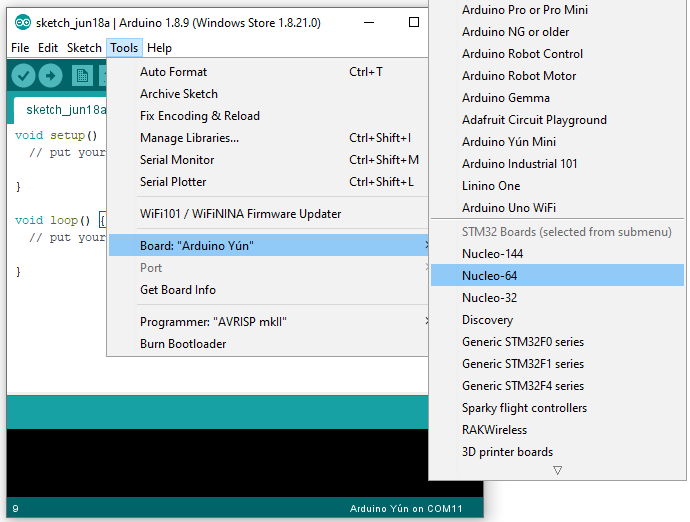 sketch_jun18a | Arduino 1.8.9 (Windows Store 1.8.21.0)
File Edit Sketch Tools Help
sketch_jun18a
void setup()
// put your
}
void loop() {
// put your
}
Auto Format Ctrl+T
Archive Sketch
Fix Encoding & Reload
Manage Libraries... Ctrl+Shift+I
Serial Monitor Ctrl+Shift+M
Serial Plotter Ctrl+Shift+L
WiFi101 / WiFiNINA Firmware Updater
Board: "Arduino Yún"
Port
Get Board Info
Programmer: "AVRISP mkII"
Burn Bootloader
Arduino Pro or Pro Mini
Arduino NG or older
Arduino Robot Control
Arduino Robot Motor
Arduino Gemma
Adafruit Circuit Playground
Arduino Yún Mini
Arduino Industrial 101
Linino One
Arduino Uno WiFi
STM32 Boards (selected from submenu)
Nucleo-144
Nucleo-64
Nucleo-32
Discovery
Generic STM32F0 series
Generic STM32F1 series
Generic STM32F4 series
Sparky flight controllers
RAKWireless
3D printer boards
9 Arduino Yún on COM11